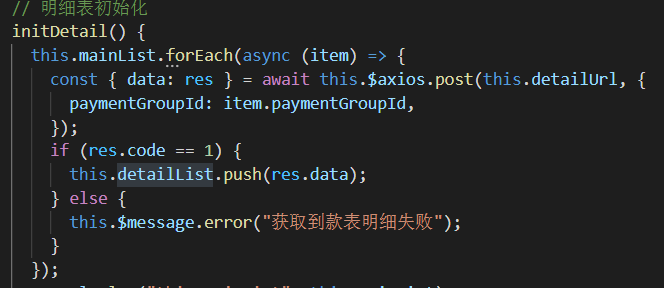 // 明细表初始化
initDetail() {
this.mainList.forEach(async (item) => {
const { data: res } = await this.$axios.post(this.detailUrl, {
paymentGroupId: item.paymentGroupId,
});
if (res.code == 1) {
this.detailList.push(res.data);
} else {
this.$message.error("获取到款表明细失败");
}
});